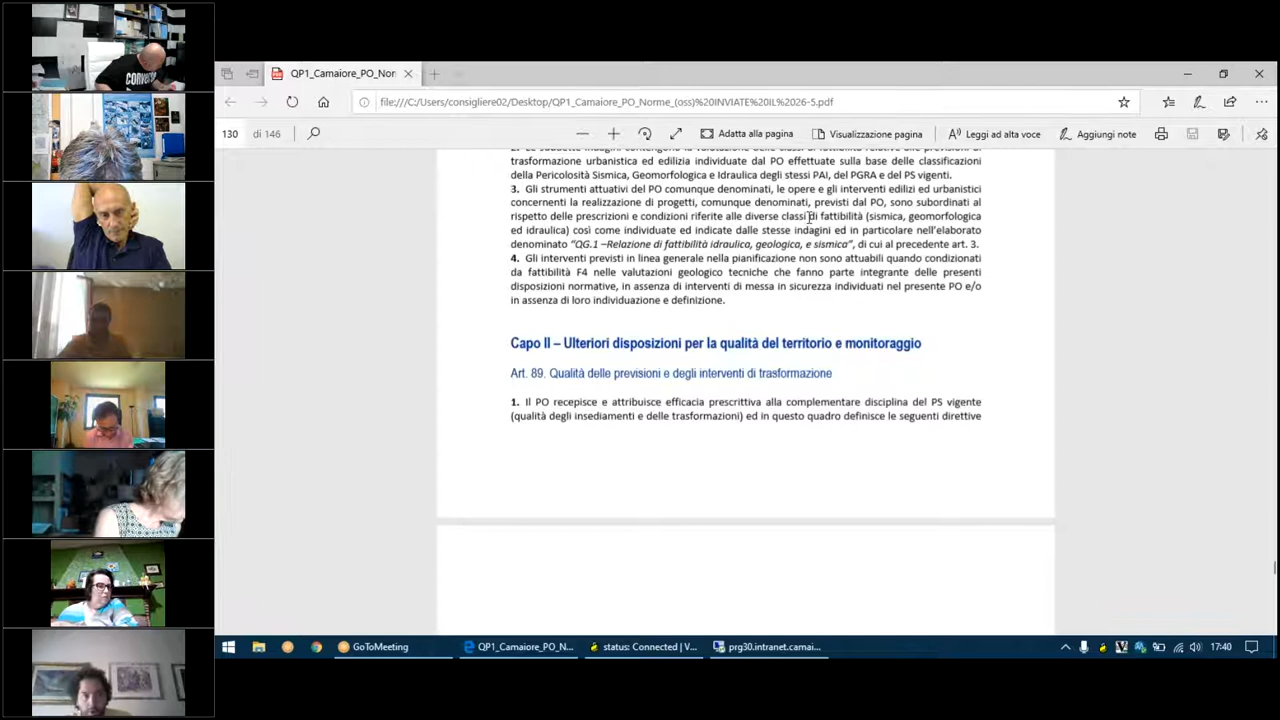 CONVERSE
QP1_Camaiore_PO_Nor
file:///C:/Users/consigliere02/Desktop/QP1_Camaiore_PO_Norme_(oss)%20INVIATE%20IL%2026-5.pdf
130 di 146
Adatta alla pagina
Visualizzazione pagina
Leggi ad alta voce
Aggiungi note
trasformazione urbanistica ed edilizia individuate dal PO effettuate sulla base delle classificazioni
della Pericolosità Sismica, Geomorfologica e Idraulica degli stessi PAI, del PGRA e del PS vigenti.
3. Gli strumenti attuativi del PO comunque denominati, le opere e gli interventi edilizi ed urbanistici
concernenti la realizzazione di progetti, comunque denominati, previsti dal PO, sono subordinati al
rispetto delle prescrizioni e condizioni riferite alle diverse classi di fattibilità (sismica, geomorfologica
ed idraulica) così come individuate ed indicate dalle stesse indagini ed in particolare nell'elaborato
denominato "QG.1 –Relazione di fattibilità idraulica, geologica, e sismica", di cui al precedente art. 3.
4. Gli interventi previsti in linea generale nella pianificazione non sono attuabili quando condizionati
da fattibilità F4 nelle valutazioni geologico tecniche che fanno parte integrante delle presenti
disposizioni normative, in assenza di interventi di messa in sicurezza individuati nel presente PO e/o
in assenza di loro individuazione e definizione.
Capo II – Ulteriori disposizioni per la qualità del territorio e monitoraggio
Art. 89. Qualità delle previsioni e degli interventi di trasformazione
1. Il PO recepisce e attribuisce efficacia prescrittiva alla complementare disciplina del PS vigente
(qualità degli insediamenti e delle trasformazioni) ed in questo quadro definisce le seguenti direttive
GoToMeeting
QP1_Camaiore_PO_N...
status: Connected | V...
prg30.intranet.camai...
17:40